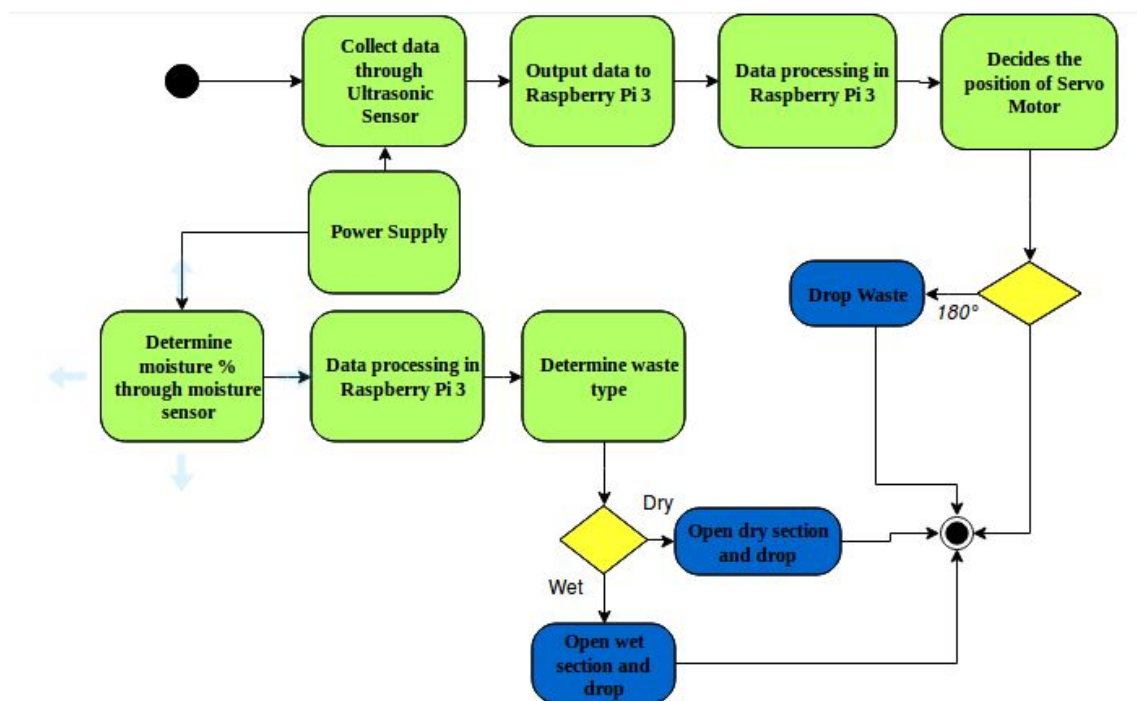 Collect data
through
Ultrasonic
Sensor
Output data to
Raspberry Pi 3
Data processing in
Raspberry Pi 3
Decides the
position of Servo
Motor
Power Supply
Drop Waste
180°
Determine
moisture %
through moisture
sensor
Data processing in
Raspberry Pi 3
Determine waste
type
Dry
Open dry section
and drop
Wet
Open wet
section and
drop